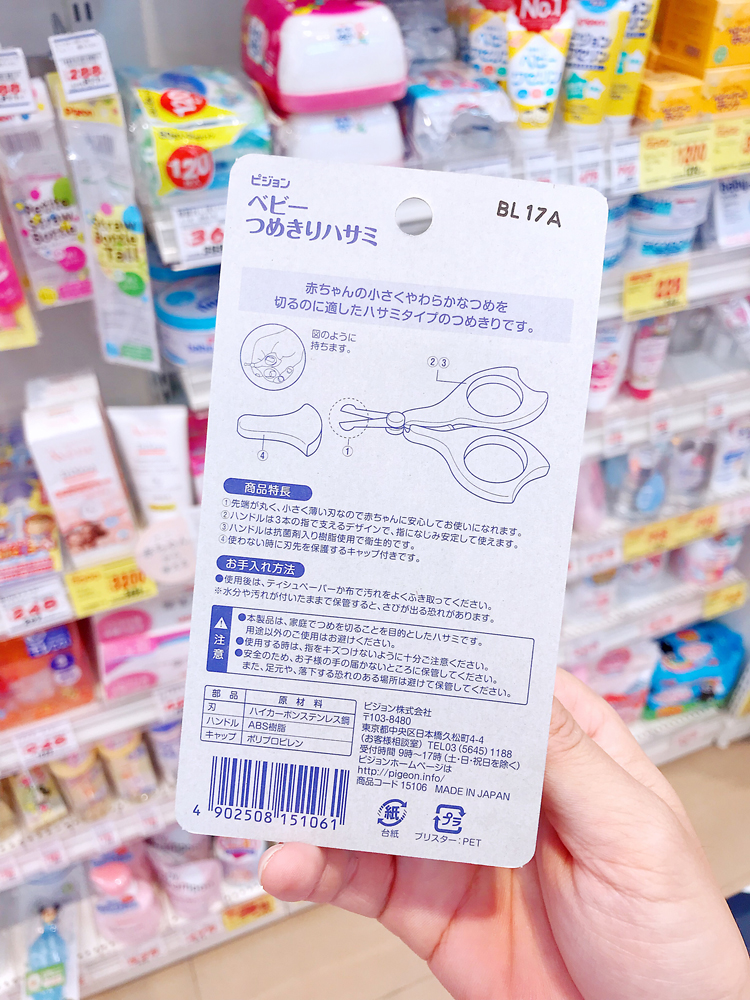 ピジョン
ベビー
つめきりハサミ
BL 17A
赤ちゃんの小さくやわらかなつめを
切るのに適したハサミタイプのつめきりです。
図のように
持ちます。
②③
①
④
商品特長
①先端が丸く、小さく薄い刃なので赤ちゃんに安心してお使いになれます。
②ハンドルは3本の指で支えるデザインで、指になじみ安定して使えます。
③ハンドルは抗菌剤入り樹脂使用で衛生的です。
④使わない時に刃先を保護するキャップ付きです。
お手入れ方法
●使用後は、ティシュペーパーか布で汚れをよくふき取ってください。
※水分や汚れが付いたままで保管すると、さびが出る恐れがあります。
注意
●本製品は、家庭でつめを切ることを目的としたハサミです。
用途以外のご使用はお避けください。
●使用する時は、指をキズつけないように十分ご注意ください。
●安全のため、お子様の手の届かないところに保管してください。
また、足元や、落下する恐れのある場所は避けて保管してください。
部品 原材料
刃 ハイカーボンステンレス鋼
ハンドル ABS樹脂
キャップ ポリプロピレン
ピジョン株式会社
〒103-8480
東京都中央区日本橋久松町4-4
(お客様相談室) TEL03 (5645) 1188
受付時間 9時〜17時 (土・日・祝日を除く)
ピジョンホームページは
http://pigeon.info/
商品コード 15106 MADE IN JAPAN
4 902508 151061
紙
台紙
プラ
ブリスター:PET
No.1
120
288
Straw
Bottle
Tall